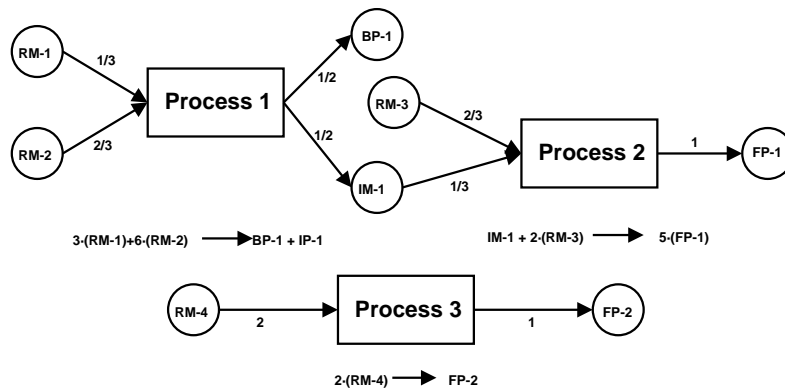 BP-1
RM-1
1/3
1/2
Process 1
RM-3
2/3
Process 2
1
FP-1
RM-2
2/3
1/2
IM-1
1/3
3·(RM-1)+6·(RM-2) BP-1 + IP-1
IM-1 + 2·(RM-3) 5·(FP-1)
RM-4
2
Process 3
1
FP-2
2·(RM-4) FP-2